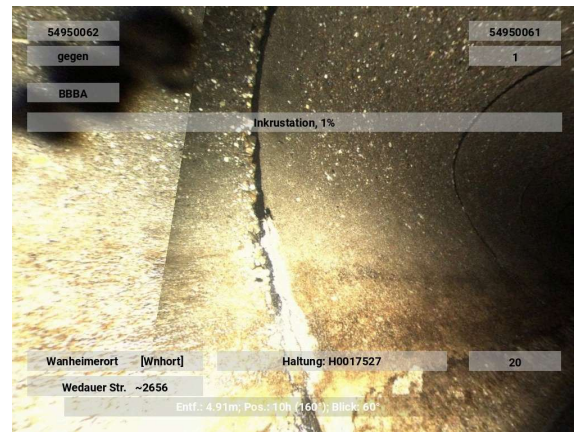 54950062
54950061
gegen
1
BBBA
Inkrustation, 1%
Wanheimerort [Wnhort]
Haltung: H0017527
20
Wedauer Str. ~2656
Entf.: 4.91m; Pos.: 10h (160°); Blick: 60°